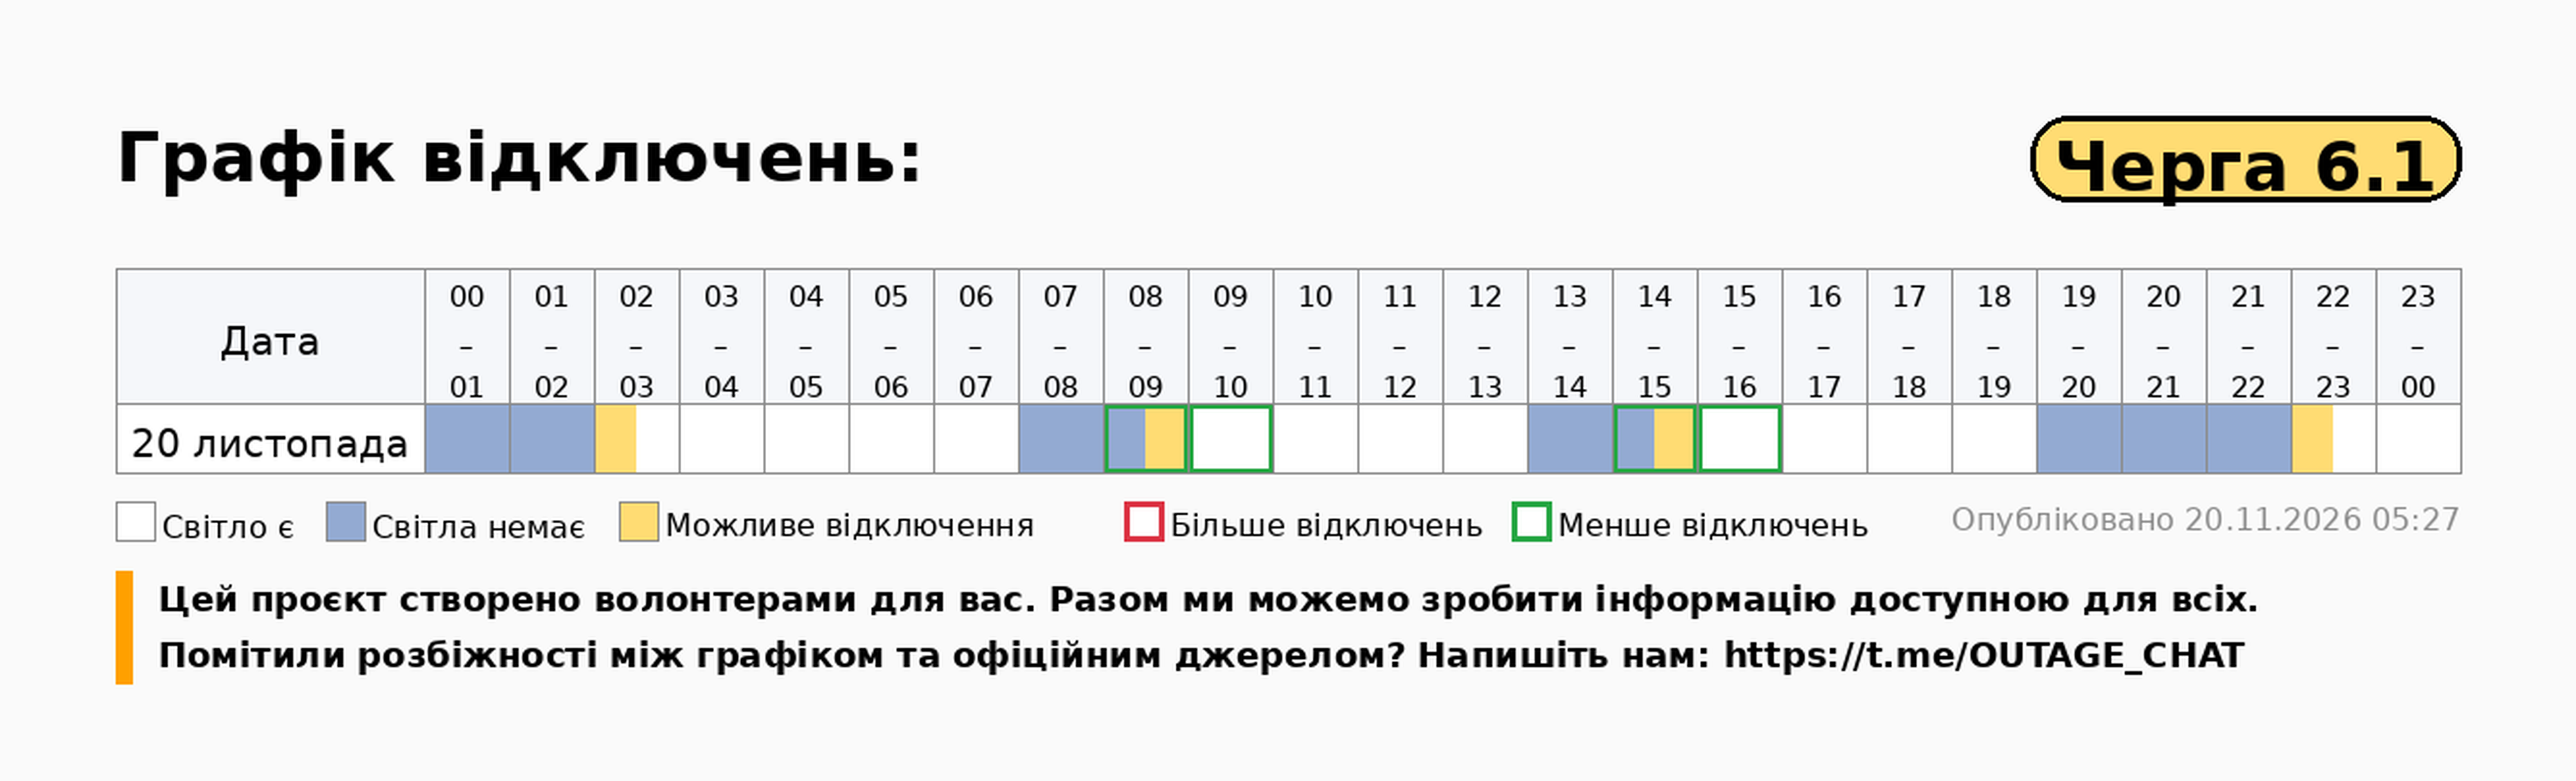 Графік відключень:
Черга 6.1
Дата 00 – 01 01 – 02 02 – 03 03 – 04 04 – 05 05 – 06 06 – 07 07 – 08 08 – 09 09 – 10 10 – 11 11 – 12 12 – 13 13 – 14 14 – 15 15 – 16 16 – 17 17 – 18 18 – 19 19 – 20 20 – 21 21 – 22 22 – 23 23 – 00
20 листопада
Світло є Світла немає Можливе відключення Більше відключень Менше відключень Опубліковано 20.11.2026 05:27
Цей проєкт створено волонтерами для вас. Разом ми можемо зробити інформацію доступною для всіх.
Помітили розбіжності між графіком та офіційним джерелом? Напишіть нам: https://t.me/OUTAGE_CHAT